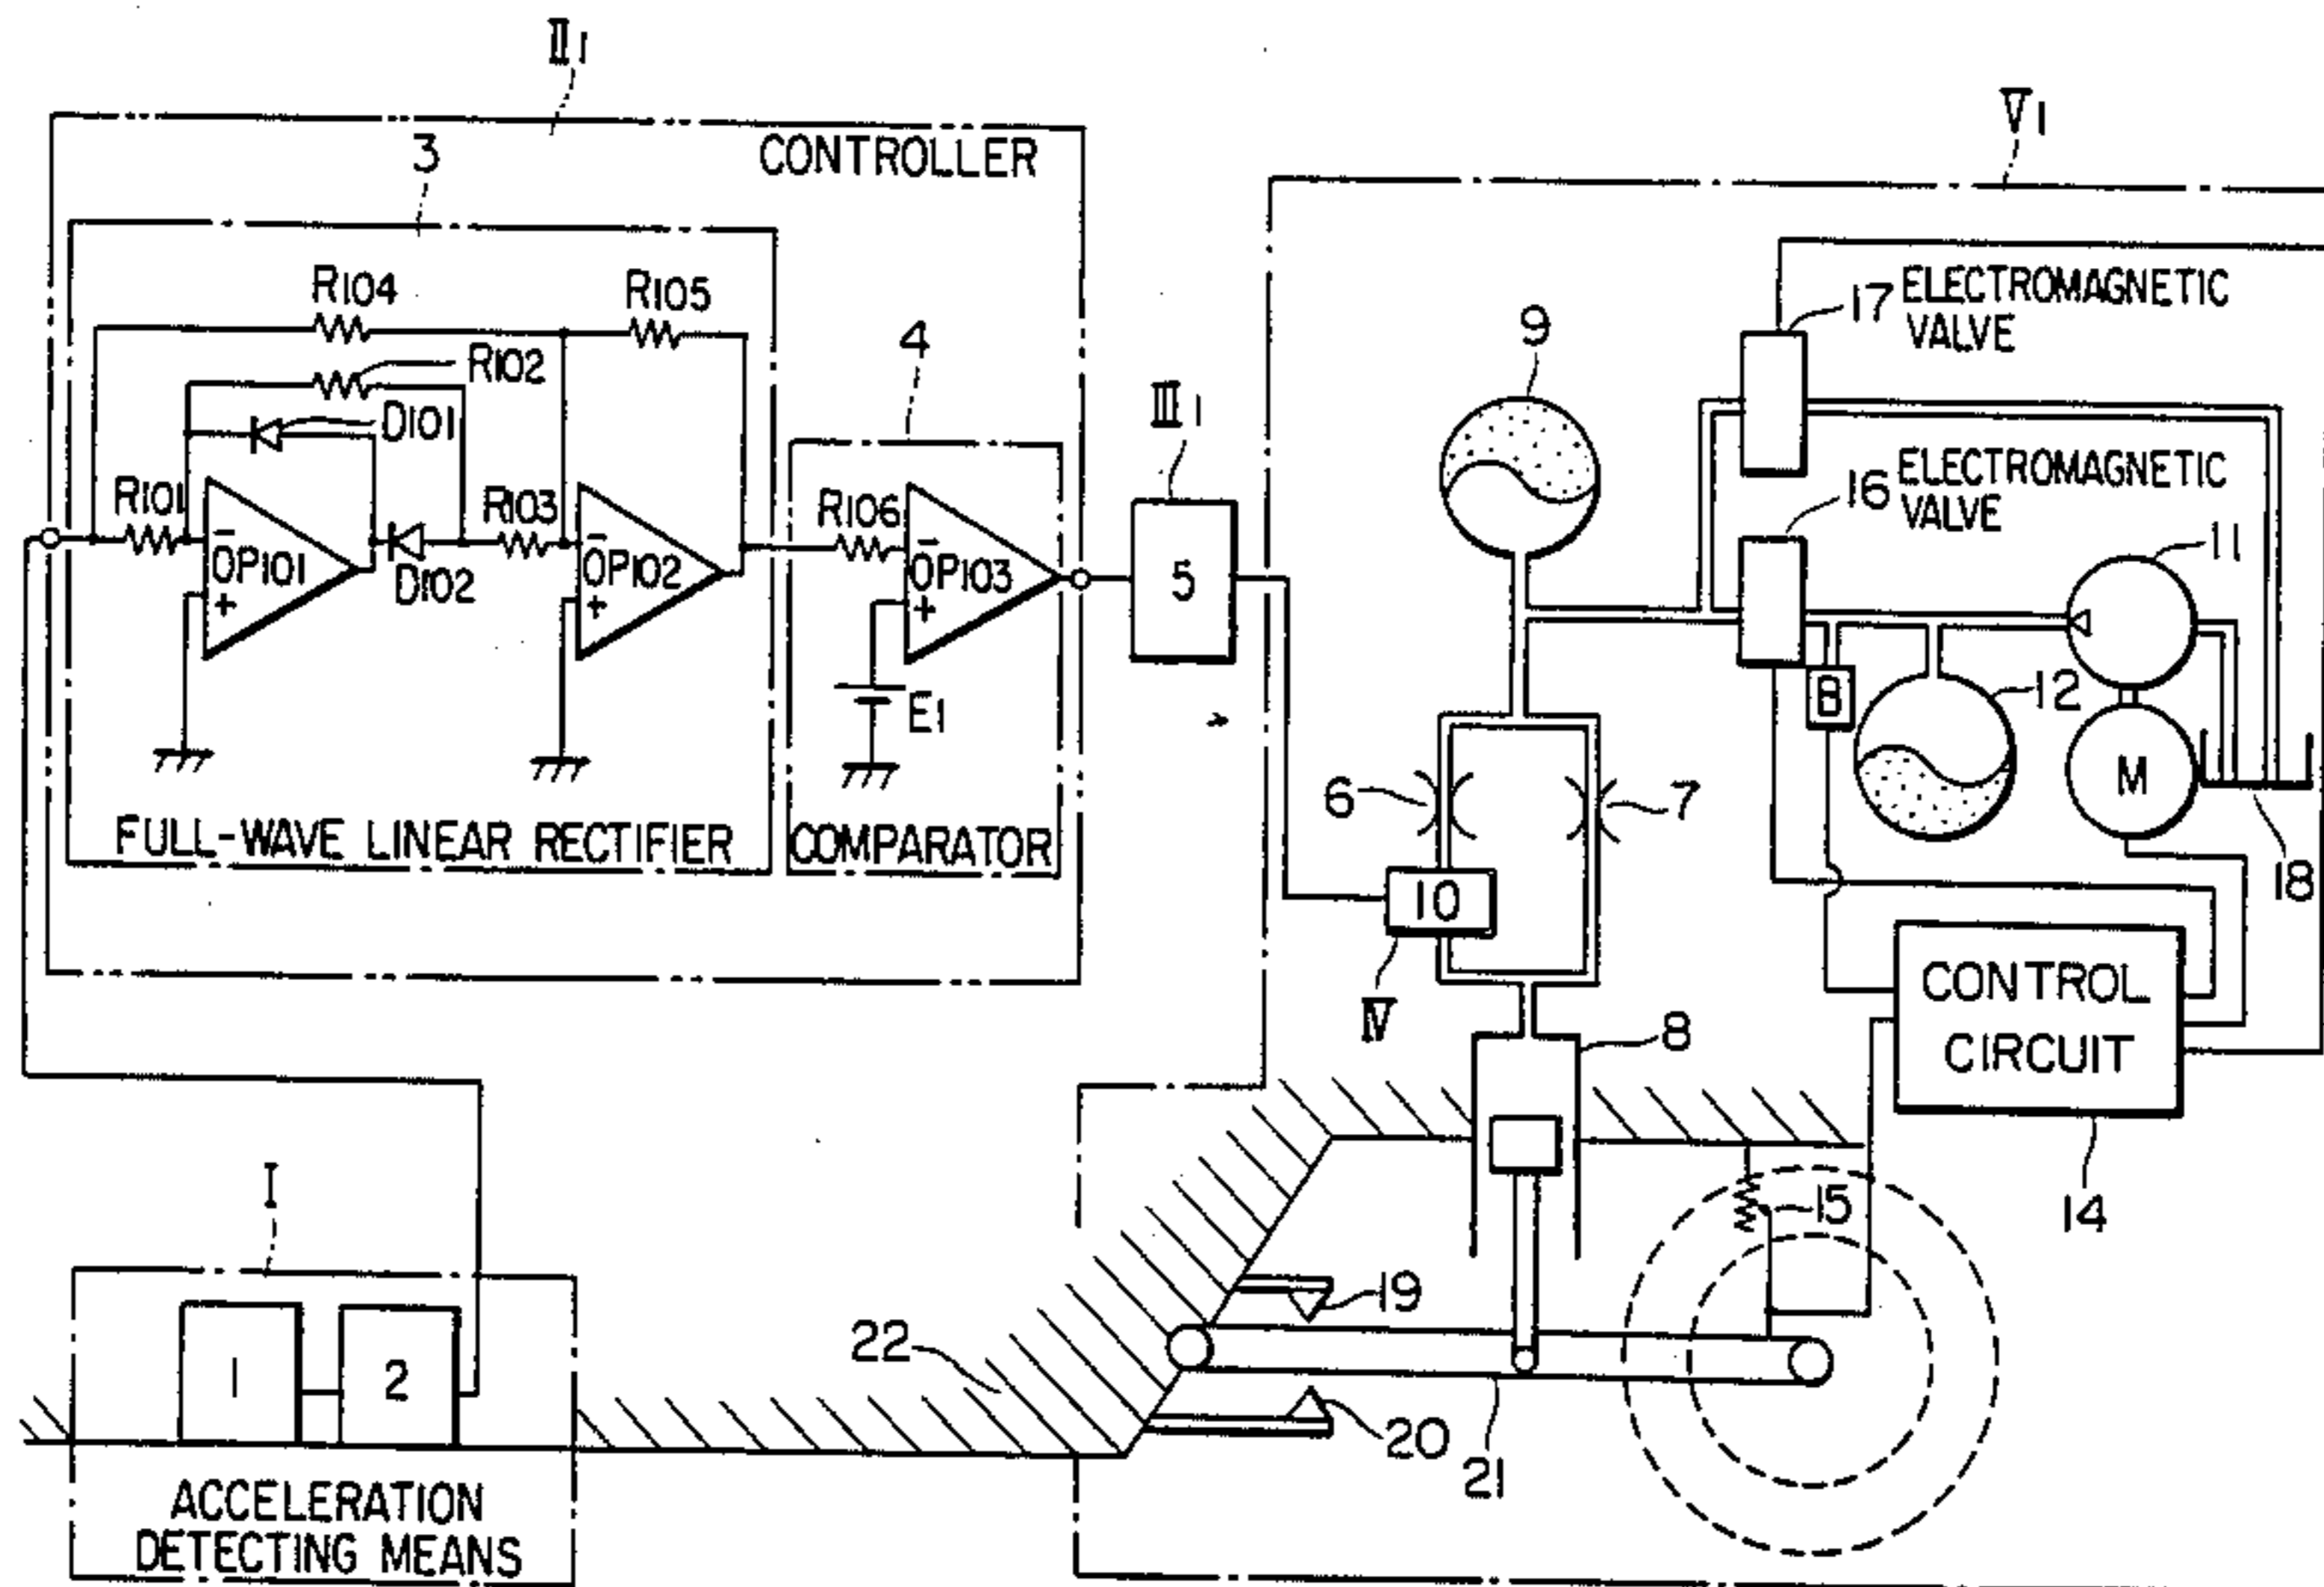 II1
V1
CONTROLLER
3
R104
R105
R102
D101
4
III1
9
17 ELECTROMAGNETIC
VALVE
16 ELECTROMAGNETIC
VALVE
11
R101
−
OP101
+
D102
R103
−
OP102
+
R106
−
OP103
+
E1
5
12
B
M
18
6
7
FULL-WAVE LINEAR RECTIFIER
COMPARATOR
10
IV
8
CONTROL
CIRCUIT
14
15
I
1
2
19
22
20
21
ACCELERATION
DETECTING MEANS